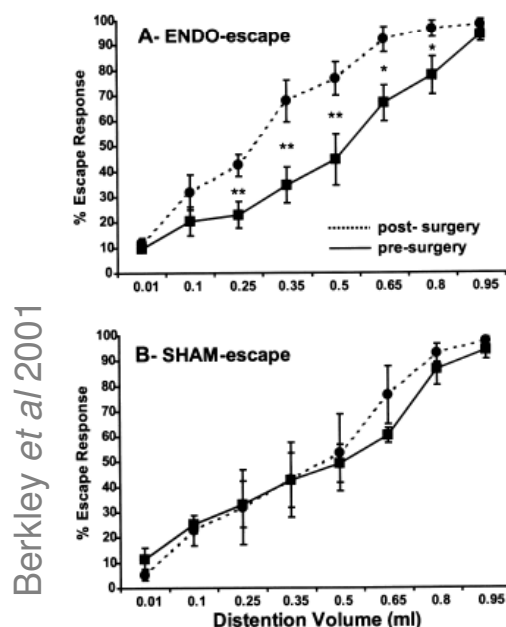 Berkley et al 2001
A- ENDO-escape
% Escape Response
100
90
80
70
60
50
40
30
20
10
0
**
**
**
*
*
post- surgery
pre-surgery
0.01 0.1 0.25 0.35 0.5 0.65 0.8 0.95
B- SHAM-escape
% Escape Response
100
90
80
70
60
50
40
30
20
10
0
0.01 0.1 0.25 0.35 0.5 0.65 0.8 0.95
Distention Volume (ml)